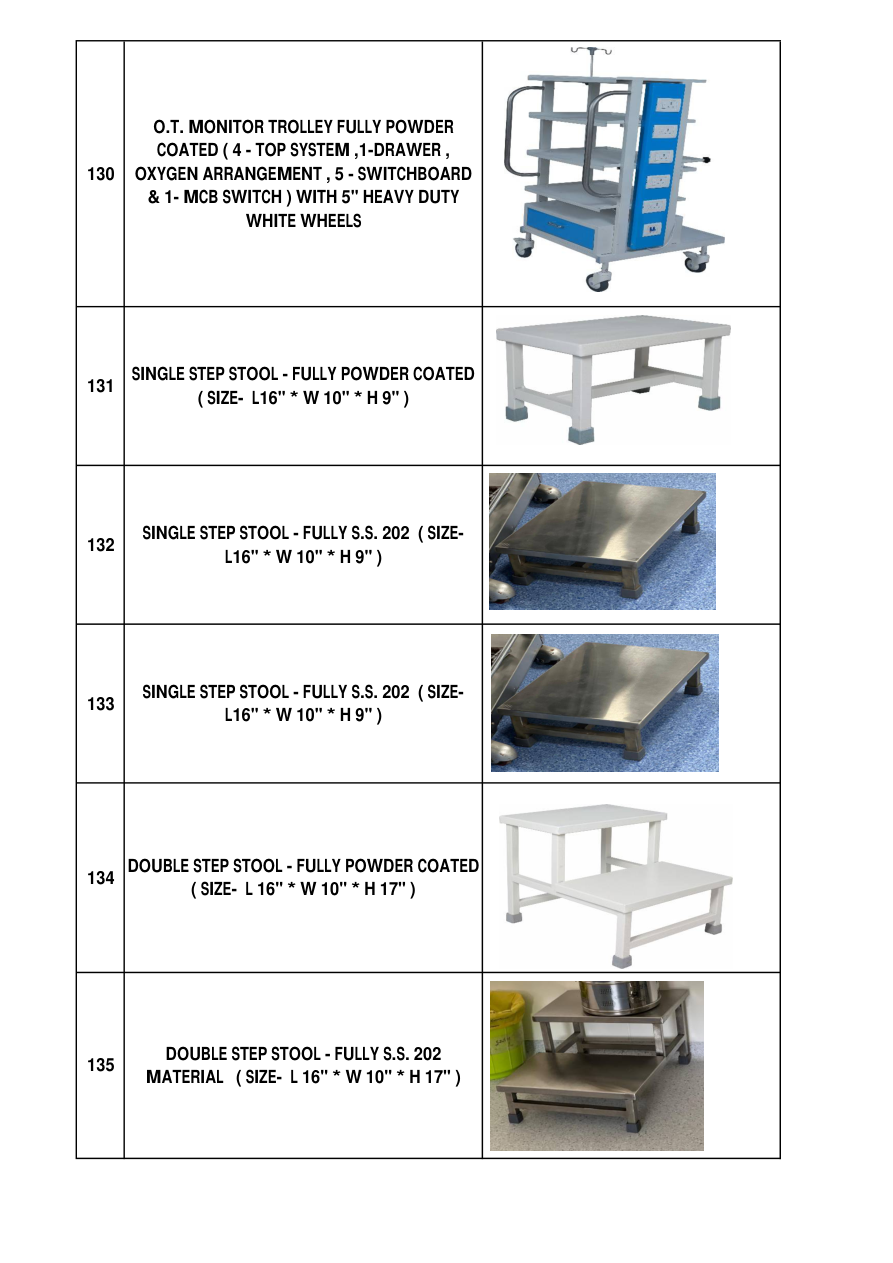 130
O.T. MONITOR TROLLEY FULLY POWDER
COATED ( 4 - TOP SYSTEM ,1-DRAWER ,
OXYGEN ARRANGEMENT , 5 - SWITCHBOARD
& 1- MCB SWITCH ) WITH 5" HEAVY DUTY
WHITE WHEELS
131
SINGLE STEP STOOL - FULLY POWDER COATED
( SIZE- L16" * W 10" * H 9" )
132
SINGLE STEP STOOL - FULLY S.S. 202 ( SIZE-
L16" * W 10" * H 9" )
133
SINGLE STEP STOOL - FULLY S.S. 202 ( SIZE-
L16" * W 10" * H 9" )
134
DOUBLE STEP STOOL - FULLY POWDER COATED
( SIZE- L 16" * W 10" * H 17" )
135
DOUBLE STEP STOOL - FULLY S.S. 202
MATERIAL ( SIZE- L 16" * W 10" * H 17" )